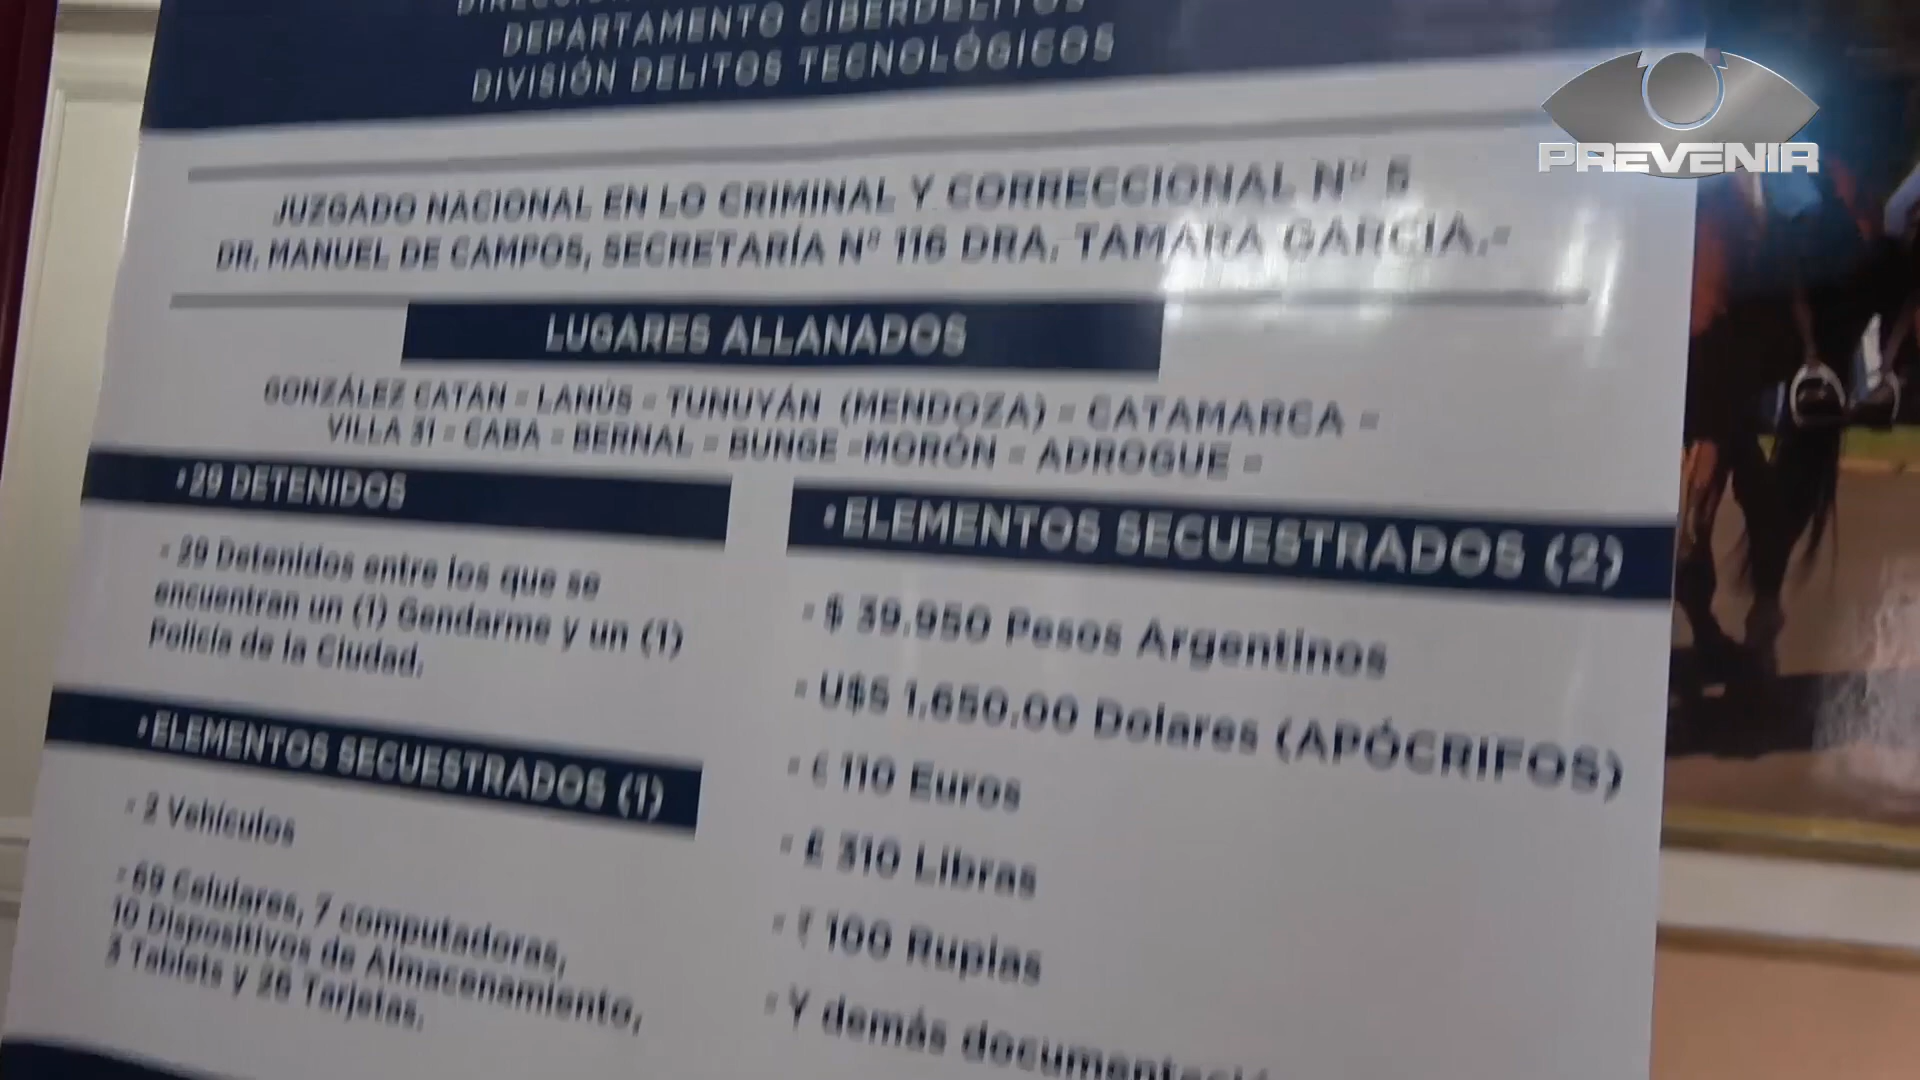 DEPARTAMENTO CIBERDELITOS
DIVISIÓN DELITOS TECNOLÓGICOS
PREVENIR
JUZGADO NACIONAL EN LO CRIMINAL Y CORRECCIONAL Nº 5
DR. MANUEL DE CAMPOS, SECRETARÍA Nº 116 DRA. TAMARA GARCIA.-
LUGARES ALLANADOS
GONZÁLEZ CATAN - LANÚS - TUNUYÁN (MENDOZA) - CATAMARCA -
VILLA 31 - CABA - BERNAL - BUNGE -MORÓN - ADROGUE -
29 DETENIDOS
- 29 Detenidos entre los que se
encuentran un (1) Gendarme y un (1)
Policía de la Ciudad.
ELEMENTOS SECUESTRADOS (1)
- 2 Vehículos
- 69 Celulares, 7 computadoras,
10 Dispositivos de Almacenamiento,
3 Tablets y 26 Tarjetas.
ELEMENTOS SECUESTRADOS (2)
- $ 39.950 Pesos Argentinos
- U$S 1.650.00 Dolares (APÓCRIFOS)
- € 110 Euros
- £ 310 Libras
- ₹ 100 Rupias
- Y demás